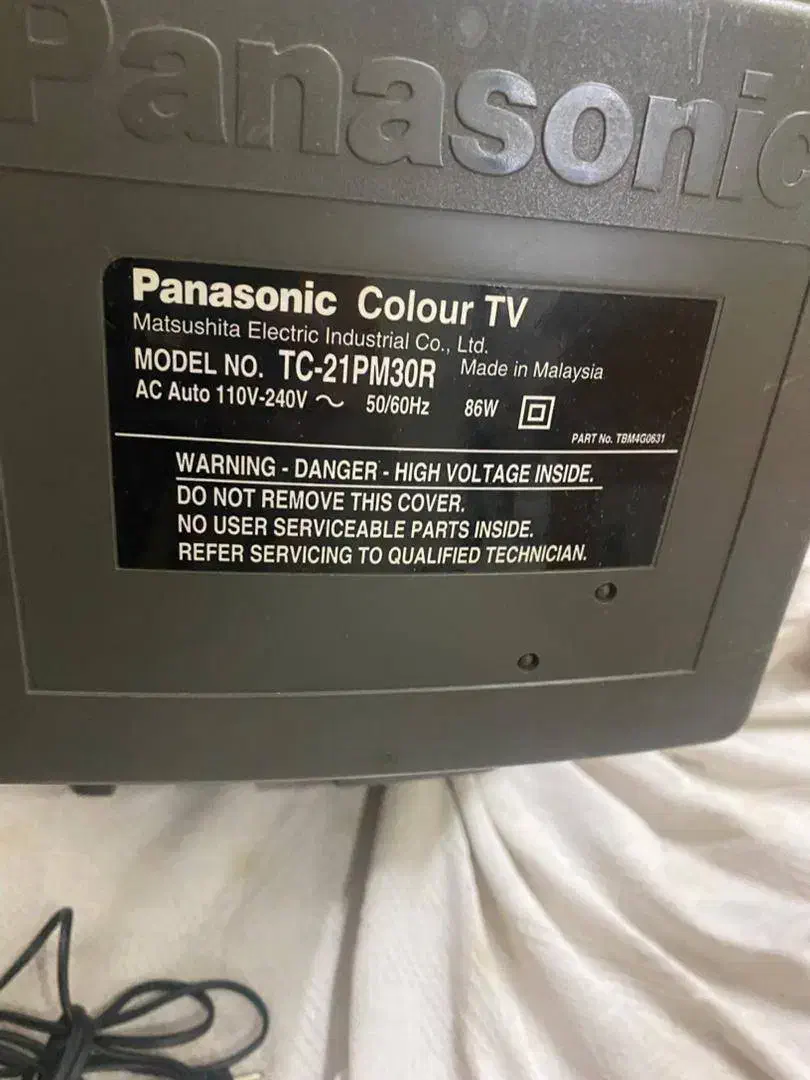 Panasonic
Panasonic Colour TV
Matsushita Electric Industrial Co., Ltd.
MODEL NO. TC-21PM30R Made in Malaysia
AC Auto 110V-240V ～ 50/60Hz 86W
PART No. TBM4G0631
WARNING - DANGER - HIGH VOLTAGE INSIDE.
DO NOT REMOVE THIS COVER.
NO USER SERVICEABLE PARTS INSIDE.
REFER SERVICING TO QUALIFIED TECHNICIAN.